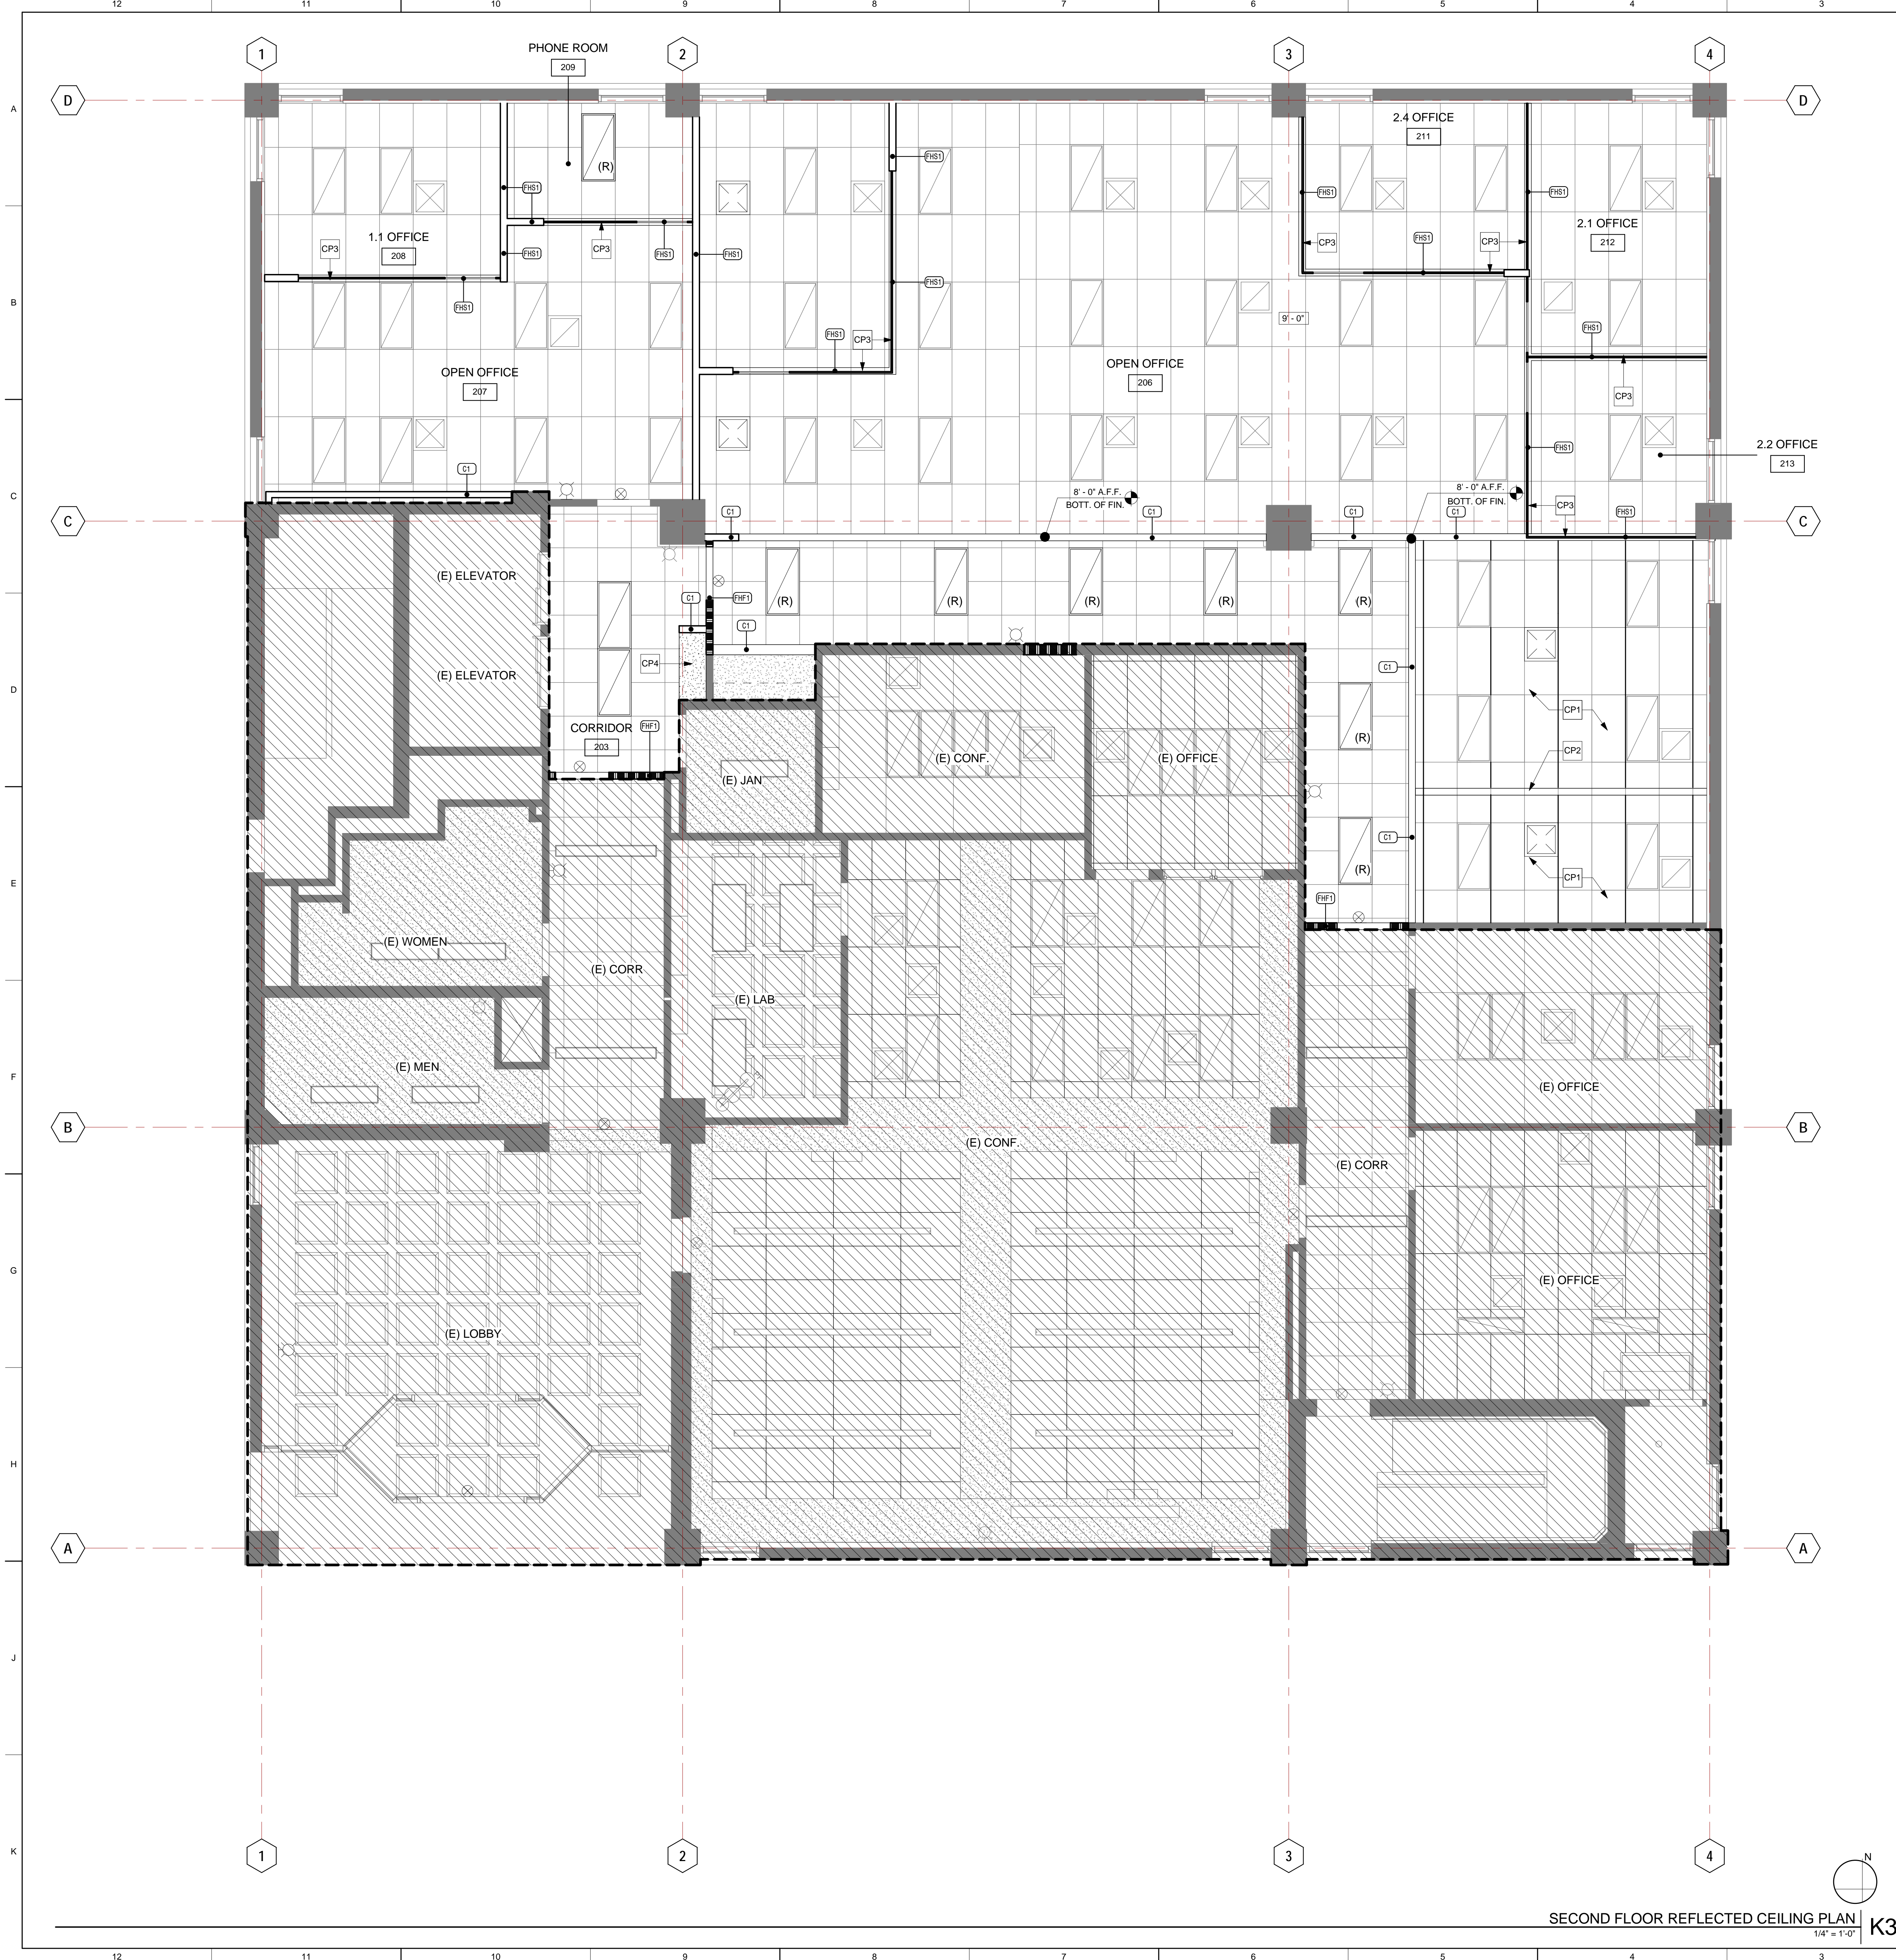 12 11 10 9 8 7 6 5 4 3
1 2 3 4
PHONE ROOM
209
D D
A
2.4 OFFICE
211
(R)
FHS1
FHS1
FHS1
FHS1
FHS1
2.1 OFFICE
212
1.1 OFFICE
208
CP3
CP3
CP3
CP3
FHS1
FHS1
FHS1
FHS1
FHS1
B
FHS1
9' - 0"
FHS1
FHS1
CP3
OPEN OFFICE
207
OPEN OFFICE
206
CP3
2.2 OFFICE
213
FHS1
C1
C
8' - 0" A.F.F.
BOTT. OF FIN.
8' - 0" A.F.F.
BOTT. OF FIN.
CP3
C1
C1
C1
C1
FHS1
C C
(E) ELEVATOR
C1
FHF1
(R)
(R)
(R)
(R)
(R)
C1
CP4
C1
(E) ELEVATOR
D
CP1
CORRIDOR
203
FHF1
(R)
CP2
(E) JAN
(E) CONF.
(E) OFFICE
C1
(R)
CP1
E
FHF1
(E) WOMEN
(E) CORR
(E) LAB
(E) MEN
F
(E) OFFICE
B B
(E) CONF.
(E) CORR
G
(E) OFFICE
(E) LOBBY
H
A A
J
K
1 2 3 4
N
SECOND FLOOR REFLECTED CEILING PLAN
1/4" = 1'-0"
K3
12 11 10 9 8 7 6 5 4 3